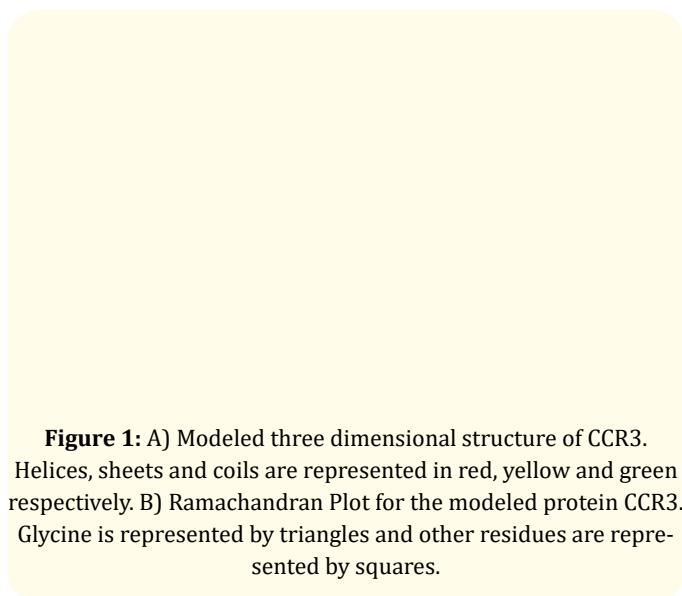 Figure 1: A) Modeled three dimensional structure of CCR3.
Helices, sheets and coils are represented in red, yellow and green
respectively. B) Ramachandran Plot for the modeled protein CCR3.
Glycine is represented by triangles and other residues are repre-
sented by squares.